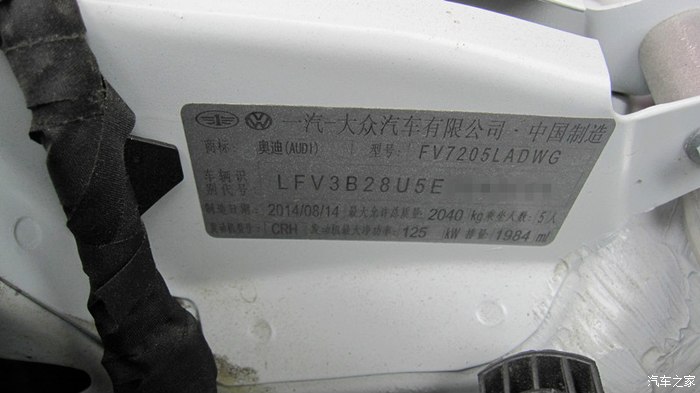 一汽-大众汽车有限公司·中国制造
商标: 奥迪(AUDI) 型号: FV7205LADWG
车辆识别代号: LFV3B28U5E
制造日期: 2014/08/14 最大允许总质量: 2040 kg 乘坐人数: 5人
发动机型号: CRH 发动机最大净功率: 125 kW 排量: 1984 ml
汽车之家